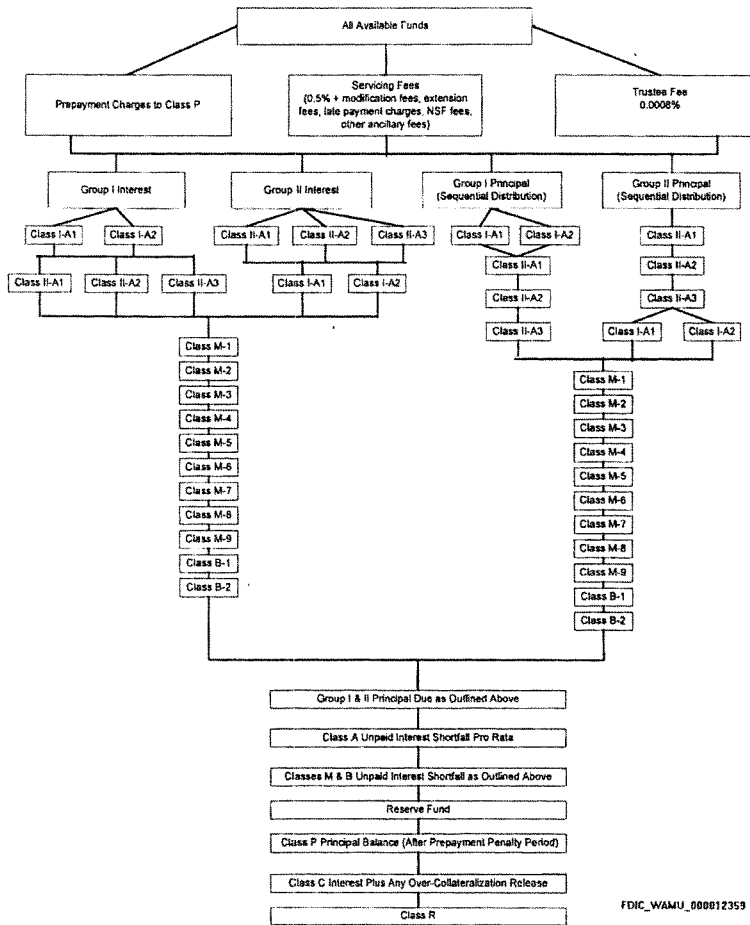 All Available Funds
Prepayment Charges to Class P
Servicing Fees
(0.5% + modification fees, extension
fees, late payment charges, NSF fees,
other ancillary fees)
Trustee Fee
0.0008%
Group I Interest
Group II Interest
Group I Principal
(Sequential Distribution)
Group II Principal
(Sequential Distribution)
Class I-A1
Class I-A2
Class II-A1
Class II-A2
Class II-A3
Class I-A1
Class I-A2
Class II-A1
Class II-A1
Class II-A2
Class II-A3
Class I-A1
Class I-A2
Class II-A1
Class II-A2
Class II-A2
Class II-A3
Class II-A3
Class I-A1
Class I-A2
Class M-1
Class M-2
Class M-3
Class M-4
Class M-5
Class M-6
Class M-7
Class M-8
Class M-9
Class B-1
Class B-2
Class M-1
Class M-2
Class M-3
Class M-4
Class M-5
Class M-6
Class M-7
Class M-8
Class M-9
Class B-1
Class B-2
Group I & II Principal Due as Outlined Above
Class A Unpaid Interest Shortfall Pro Rata
Classes M & B Unpaid Interest Shortfall as Outlined Above
Reserve Fund
Class P Principal Balance (After Prepayment Penalty Period)
Class C Interest Plus Any Over-Collateralization Release
Class R
FDIC_WAMU_000012359